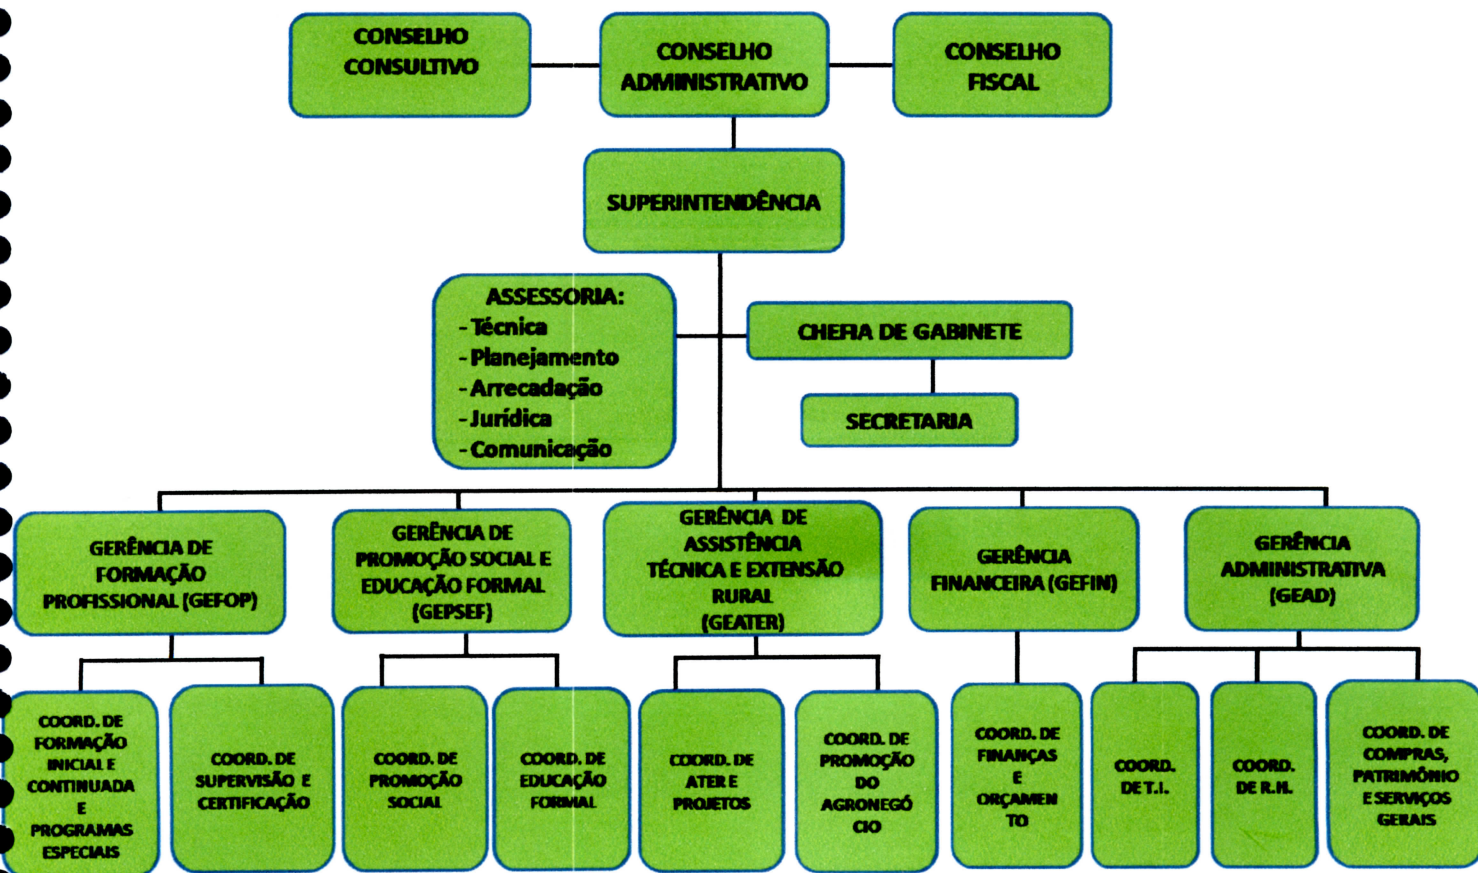 CONSELHO
CONSULTIVO
CONSELHO
ADMINISTRATIVO
CONSELHO
FISCAL
SUPERINTENDÊNCIA
ASSESSORIA:
- Técnica
- Planejamento
- Arrecadação
- Jurídica
- Comunicação
CHEFIA DE GABINETE
SECRETARIA
GERÊNCIA DE
FORMAÇÃO
PROFISSIONAL (GEFOP)
GERÊNCIA DE
PROMOÇÃO SOCIAL E
EDUCAÇÃO FORMAL
(GEPSEF)
GERÊNCIA DE
ASSISTÊNCIA
TÉCNICA E EXTENSÃO
RURAL
(GEATER)
GERÊNCIA
FINANCEIRA (GEFIN)
GERÊNCIA
ADMINISTRATIVA
(GEAD)
COORD. DE
FORMAÇÃO
INICIAL E
CONTINUADA
E
PROGRAMAS
ESPECIAIS
COORD. DE
SUPERVISÃO E
CERTIFICAÇÃO
COORD. DE
PROMOÇÃO
SOCIAL
COORD. DE
EDUCAÇÃO
FORMAL
COORD. DE
ATER E
PROJETOS
COORD. DE
PROMOÇÃO
DO
AGRONEGÓ
CIO
COORD. DE
FINANÇAS
E
ORÇAMEN
TO
COORD.
DE T.I.
COORD.
DE R.H.
COORD. DE
COMPRAS,
PATRIMÔNIO
E SERVIÇOS
GERAIS